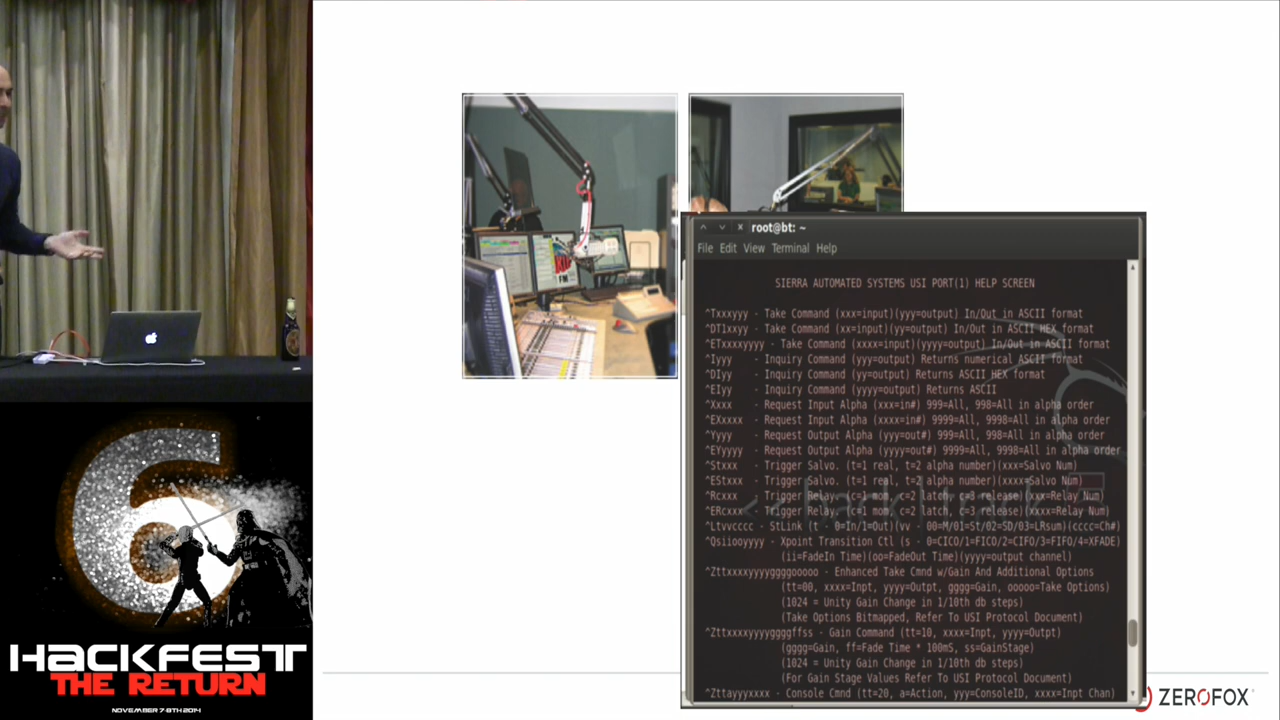 root@bt: ~
File Edit View Terminal Help
SIERRA AUTOMATED SYSTEMS USI PORT(1) HELP SCREEN
^Txxxyyy - Take Command (xxx=input)(yyy=output) In/Out in ASCII format
^DT1xxyy - Take Command (xx=input)(yy=output) In/Out in ASCII HEX format
^ETxxxxyyyy - Take Command (xxxx=input)(yyyy=output) In/Out in ASCII format
^Iyyy - Inquiry Command (yyy=output) Returns numerical ASCII format
^DIyy - Inquiry Command (yy=output) Returns ASCII HEX format
^EIyy - Inquiry Command (yyyy=output) Returns ASCII
^Xxxx - Request Input Alpha (xxx=in#) 999=All, 998=All in alpha order
^EXxxxx - Request Input Alpha (xxxx=in#) 9999=All, 9998=All in alpha order
^Yyyy - Request Output Alpha (yyy=out#) 999=All, 998=All in alpha order
^EYyyyy - Request Output Alpha (yyyy=out#) 9999=All, 9998=All in alpha order
^Stxxx - Trigger Salvo. (t=1 real, t=2 alpha number)(xxx=Salvo Num)
^EStxxx - Trigger Salvo. (t=1 real, t=2 alpha number)(xxxx=Salvo Num)
^Rcxxx - Trigger Relay. (c=1 mom, c=2 latch, c=3 release)(xxx=Relay Num)
^ERcxxx - Trigger Relay. (c=1 mom, c=2 latch, c=3 release)(xxxx=Relay Num)
^Ltvvcccc - StLink (t - 0=In/1=Out)(vv - 00=M/01=St/02=SD/03=LRsum)(cccc=Ch#)
^Qsiiooyyyy - Xpoint Transition Ctl (s - 0=CICO/1=FICO/2=CIFO/3=FIFO/4=XFADE)
(ii=FadeIn Time)(oo=FadeOut Time)(yyyy=output channel)
^Zttxxxxyyyyggggooooo - Enhanced Take Cmnd w/Gain And Additional Options
(tt=00, xxxx=Inpt, yyyy=Outpt, gggg=Gain, ooooo=Take Options)
(1024 = Unity Gain Change in 1/10th db steps)
(Take Options Bitmapped, Refer To USI Protocol Document)
^Zttxxxxyyyyggggffss - Gain Command (tt=10, xxxx=Inpt, yyyy=Outpt)
(gggg=Gain, ff=Fade Time * 100mS, ss=GainStage)
(1024 = Unity Gain Change in 1/10th db steps)
(For Gain Stage Values Refer To USI Protocol Document)
^Zttayyyxxxx - Console Cmnd (tt=20, a=Action, yyy=ConsoleID, xxxx=Inpt Chan)
ZEROFOX
6
HACKFEST
THE RETURN
NOVEMBER 7-8TH 2014